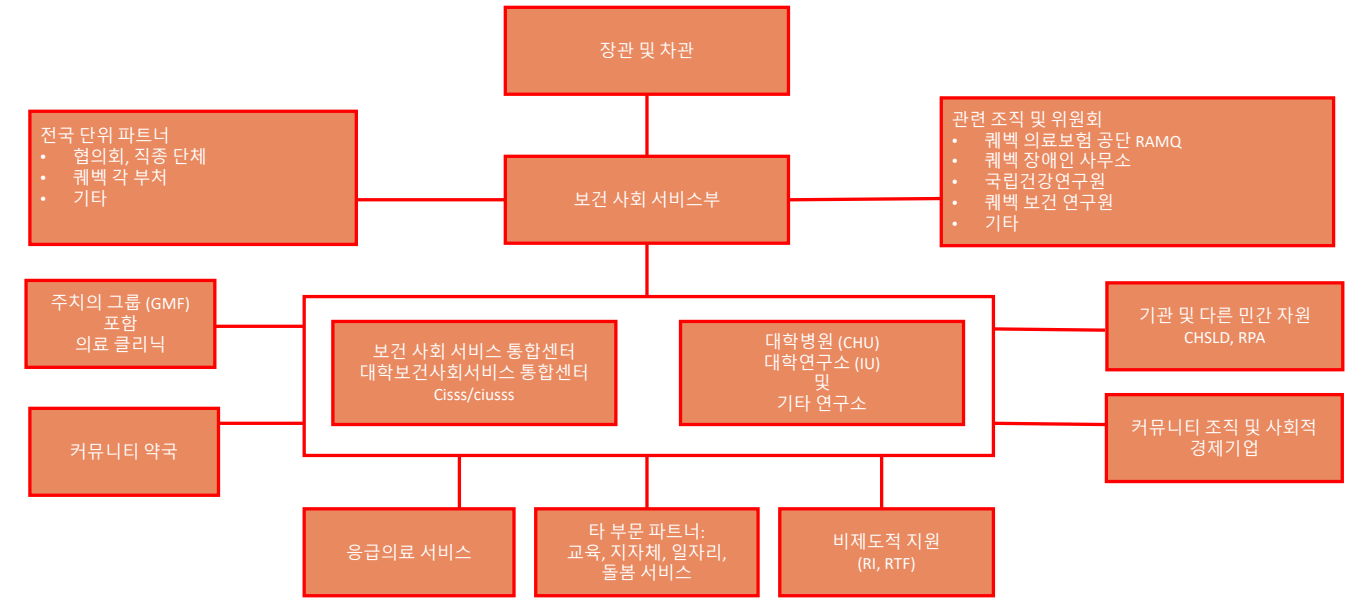 장관 및 차관
전국 단위 파트너
• 협의회, 직종 단체
• 퀘벡 각 부처
• 기타
보건 사회 서비스부
관련 조직 및 위원회
• 퀘벡 의료보험 공단 RAMQ
• 퀘벡 장애인 사무소
• 국립건강연구원
• 퀘벡 보건 연구원
• 기타
주치의 그룹 (GMF)
포함
의료 클리닉
보건 사회 서비스 통합센터
대학보건사회서비스 통합센터
Cisss/ciusss
대학병원 (CHU)
대학연구소 (IU)
및
기타 연구소
기관 및 다른 민간 자원
CHSLD, RPA
커뮤니티 약국
커뮤니티 조직 및 사회적
경제기업
응급의료 서비스
타 부문 파트너:
교육, 지자체, 일자리,
돌봄 서비스
비제도적 지원
(RI, RTF)